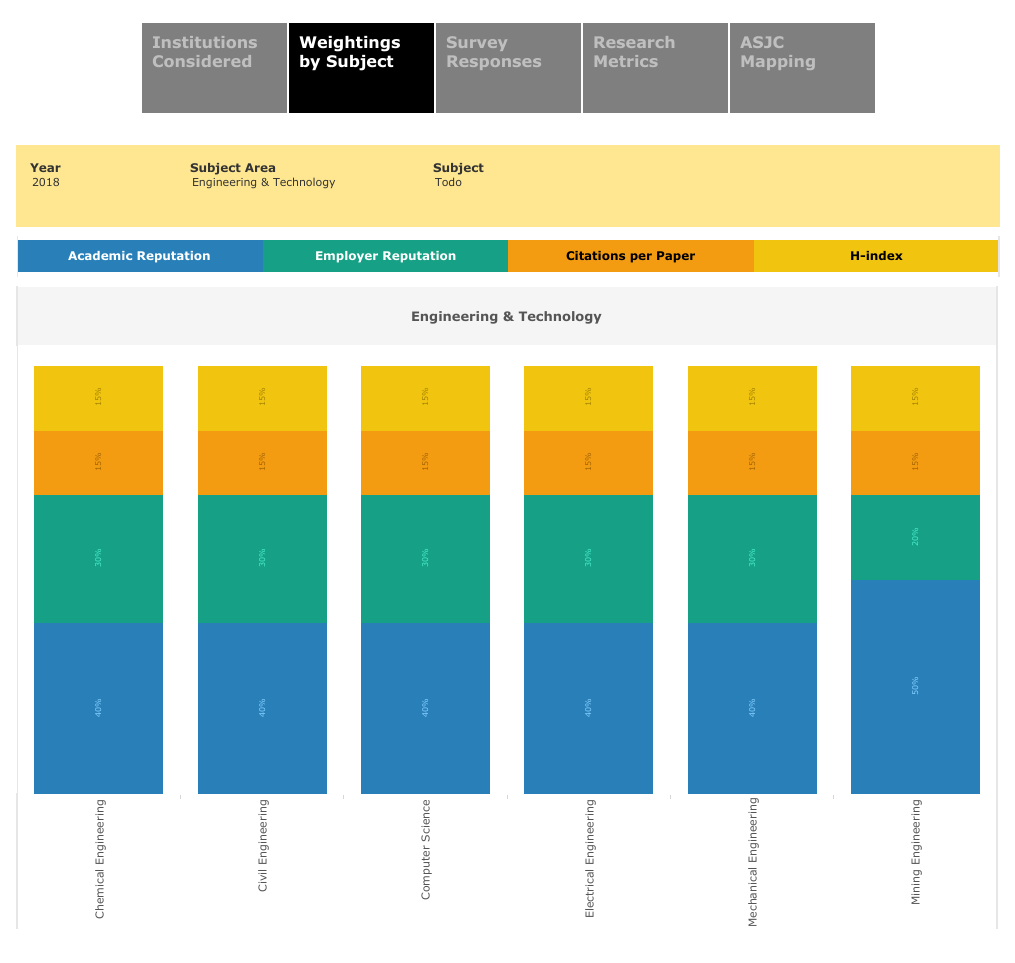 Institutions
Considered
Weightings
by Subject
Survey
Responses
Research
Metrics
ASJC
Mapping
Year
2018
Subject Area
Engineering & Technology
Subject
Todo
Academic Reputation
Employer Reputation
Citations per Paper
H-index
Engineering & Technology
15%
15%
15%
15%
15%
15%
15%
15%
15%
15%
15%
15%
30%
30%
30%
30%
30%
20%
40%
40%
40%
40%
40%
50%
Chemical Engineering
Civil Engineering
Computer Science
Electrical Engineering
Mechanical Engineering
Mining Engineering